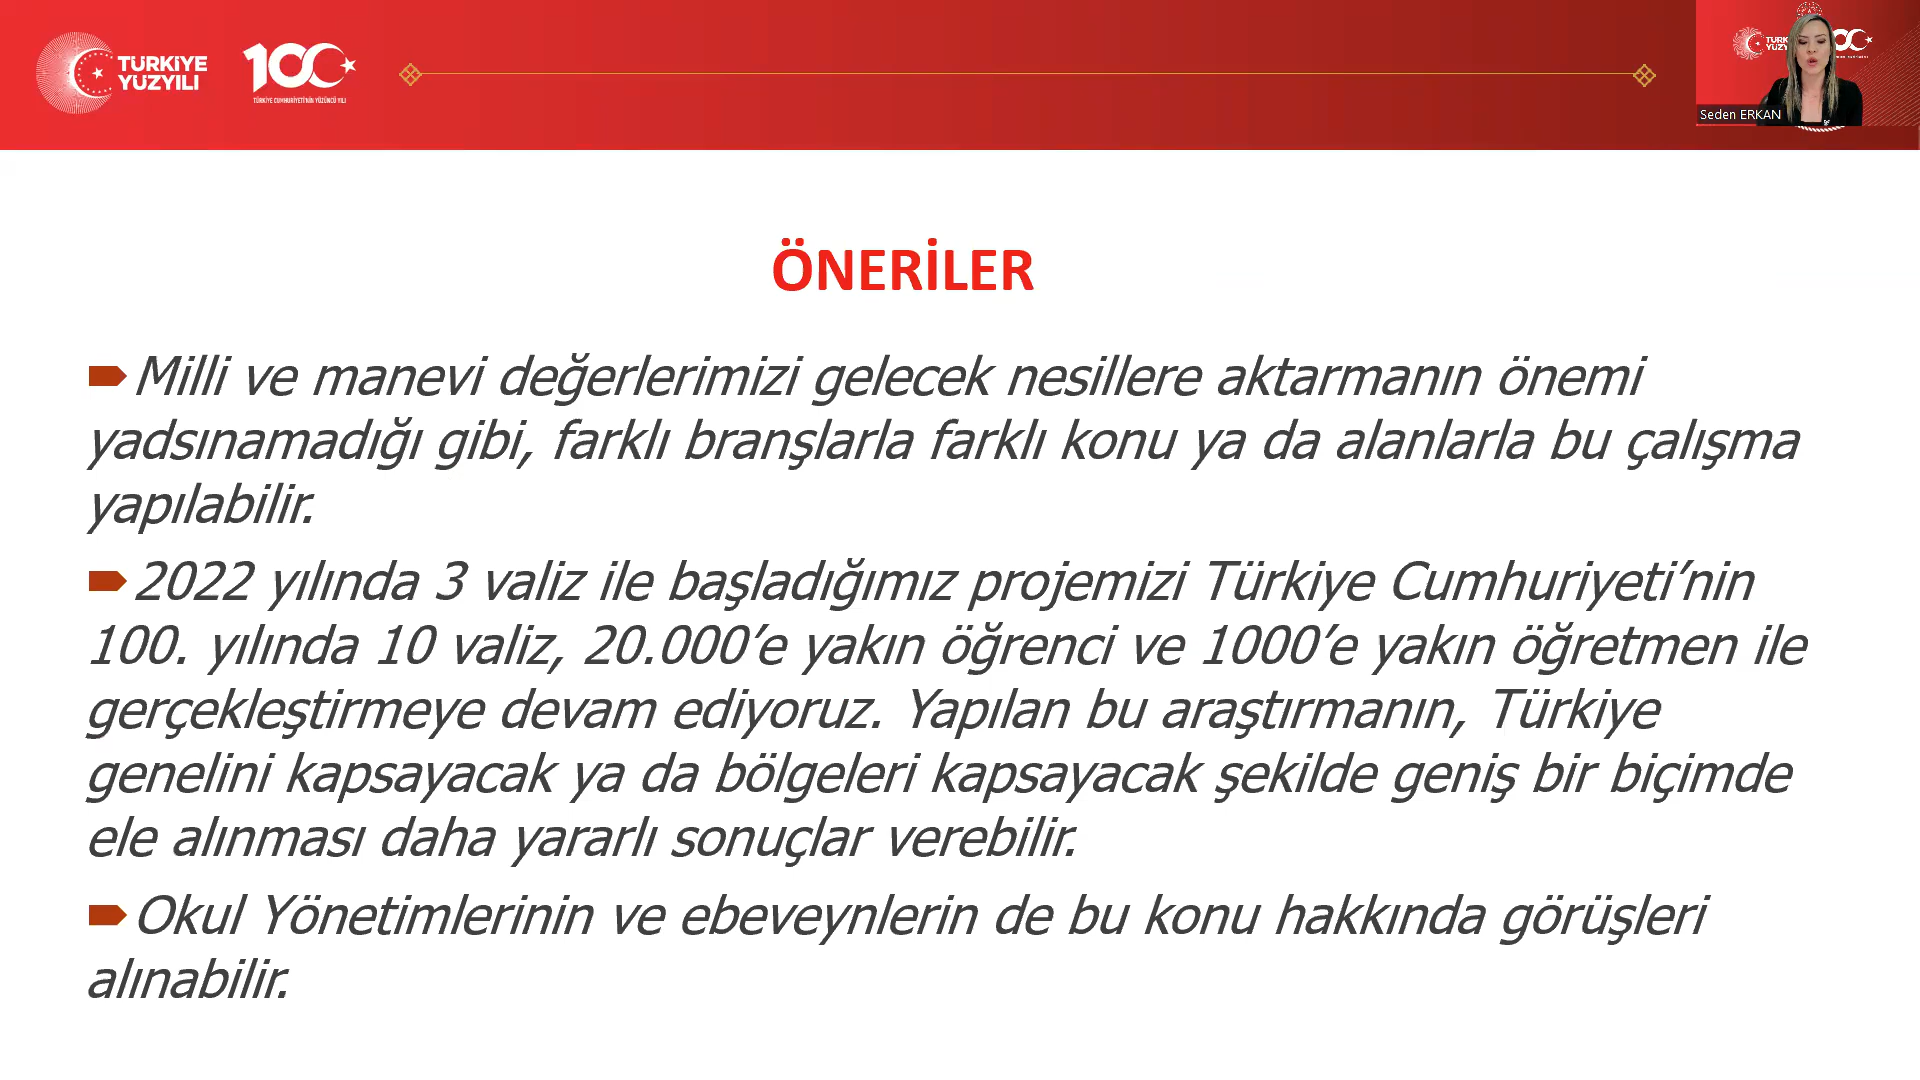 TÜRKİYE
YÜZYILI
100
TÜRKİYE CUMHURİYETİ'NİN YÜZÜNCÜ YILI
Seden ERKAN
ÖNERİLER
Milli ve manevi değerlerimizi gelecek nesillere aktarmanın önemi
yadsınamadığı gibi, farklı branşlarla farklı konu ya da alanlarla bu çalışma
yapılabilir.
2022 yılında 3 valiz ile başladığımız projemizi Türkiye Cumhuriyeti’nin
100. yılında 10 valiz, 20.000’e yakın öğrenci ve 1000’e yakın öğretmen ile
gerçekleştirmeye devam ediyoruz. Yapılan bu araştırmanın, Türkiye
genelini kapsayacak ya da bölgeleri kapsayacak şekilde geniş bir biçimde
ele alınması daha yararlı sonuçlar verebilir.
Okul Yönetimlerinin ve ebeveynlerin de bu konu hakkında görüşleri
alınabilir.